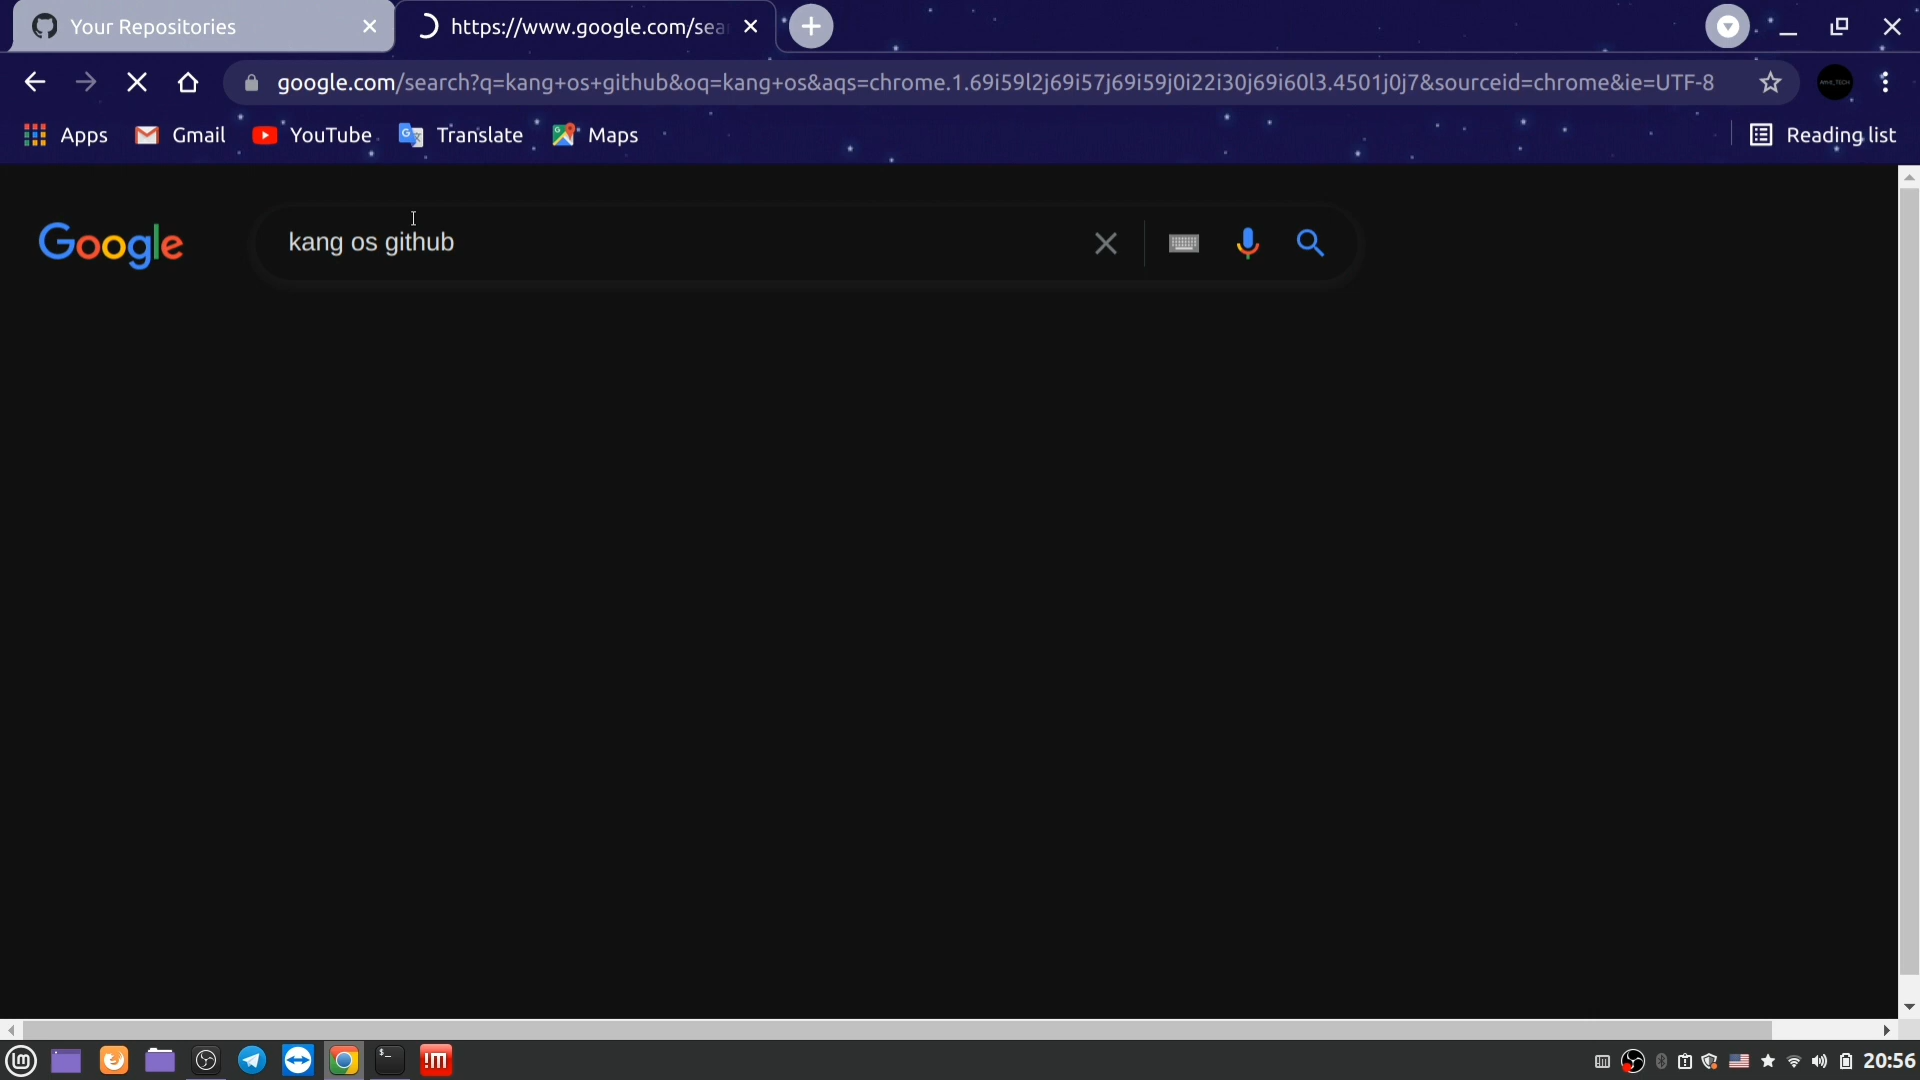 Your Repositories
https://www.google.com/sea
google.com/search?q=kang+os+github&oq=kang+os&aqs=chrome.1.69i59l2j69i57j69i59j0i22i30j69i60l3.4501j0j7&sourceid=chrome&ie=UTF-8
Apps
Gmail
YouTube
Translate
Maps
Reading list
Google
kang os github
20:56